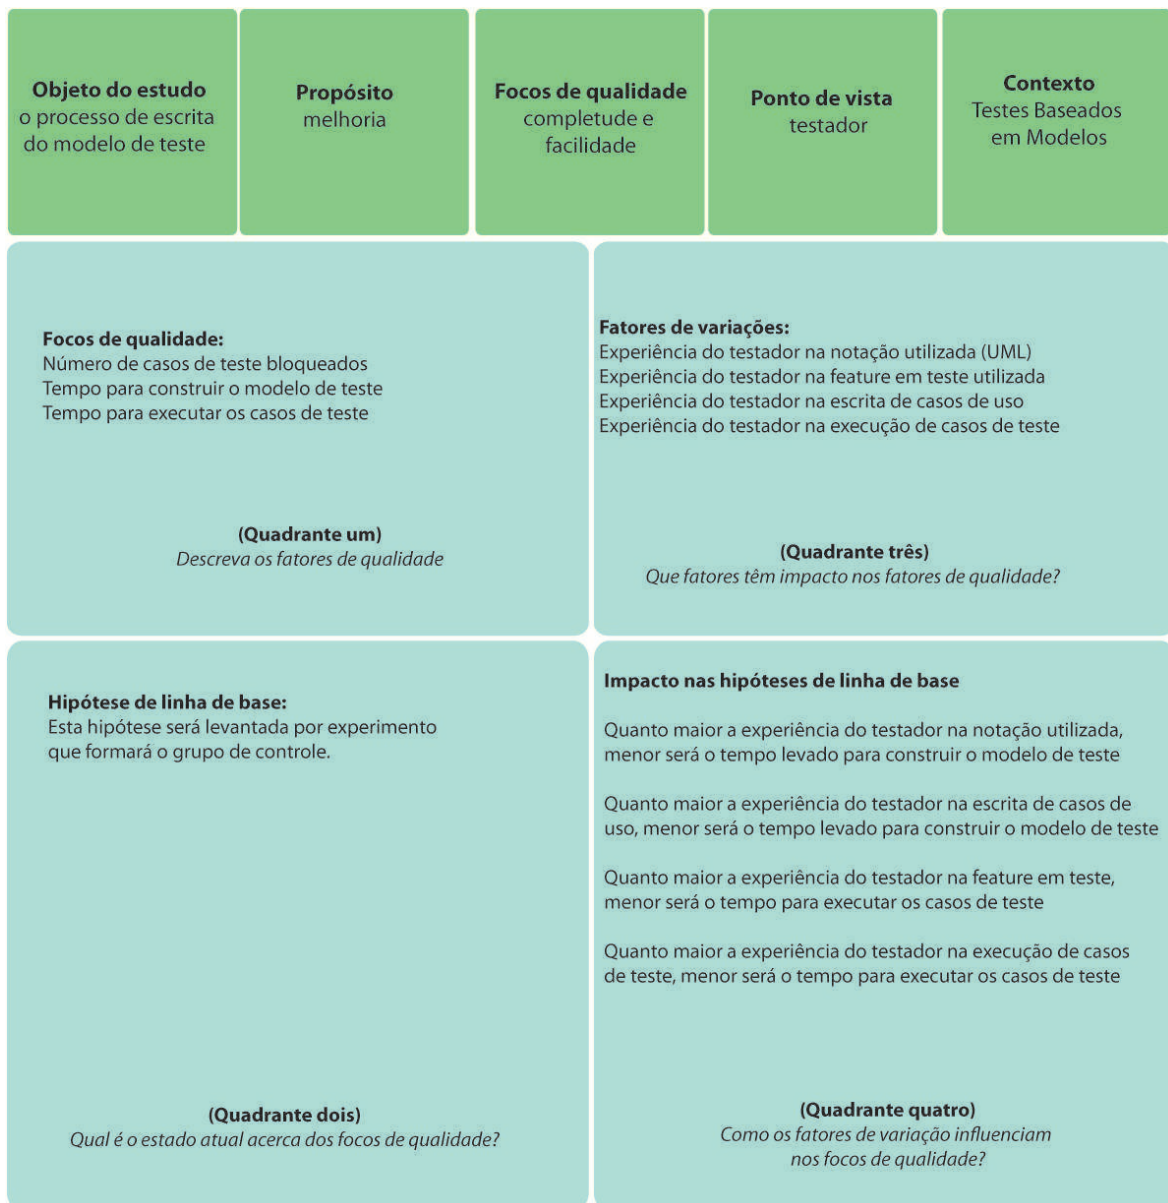 Objeto do estudo
o processo de escrita
do modelo de teste
Propósito
melhoria
Focos de qualidade
completude e
facilidade
Ponto de vista
testador
Contexto
Testes Baseados
em Modelos
Focos de qualidade:
Número de casos de teste bloqueados
Tempo para construir o modelo de teste
Tempo para executar os casos de teste
(Quadrante um)
Descreva os fatores de qualidade
Fatores de variações:
Experiência do testador na notação utilizada (UML)
Experiência do testador na feature em teste utilizada
Experiência do testador na escrita de casos de uso
Experiência do testador na execução de casos de teste
(Quadrante três)
Que fatores têm impacto nos fatores de qualidade?
Hipótese de linha de base:
Esta hipótese será levantada por experimento
que formará o grupo de controle.
(Quadrante dois)
Qual é o estado atual acerca dos focos de qualidade?
Impacto nas hipóteses de linha de base
Quanto maior a experiência do testador na notação utilizada,
menor será o tempo levado para construir o modelo de teste
Quanto maior a experiência do testador na escrita de casos de
uso, menor será o tempo levado para construir o modelo de teste
Quanto maior a experiência do testador na feature em teste,
menor será o tempo para executar os casos de teste
Quanto maior a experiência do testador na execução de casos
de teste, menor será o tempo para executar os casos de teste
(Quadrante quatro)
Como os fatores de variação influenciam
nos focos de qualidade?